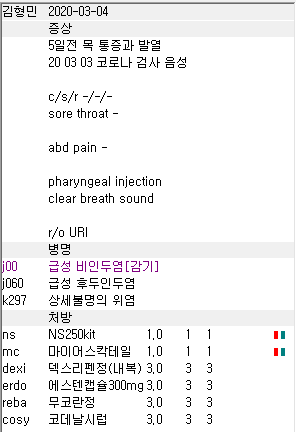 김형민 2020-03-04
증상
5일전 목 통증과 발열
20 03 03 코로나 검사 음성
c/s/r -/-/-
sore throat -
abd pain -
pharyngeal injection
clear breath sound
r/o URI
병명
j00 급성 비인두염[감기]
j060 급성 후두인두염
k297 상세불명의 위염
처방
ns NS250kit 1.0 1 1
mc 마이어스칵테일 1.0 1 1
dexi 덱스리펜정(내복) 3.0 3 3
erdo 에스텐캡슐300mg 3.0 3 3
reba 무코란정 3.0 3 3
cosy 코데날시럽 3.0 3 3